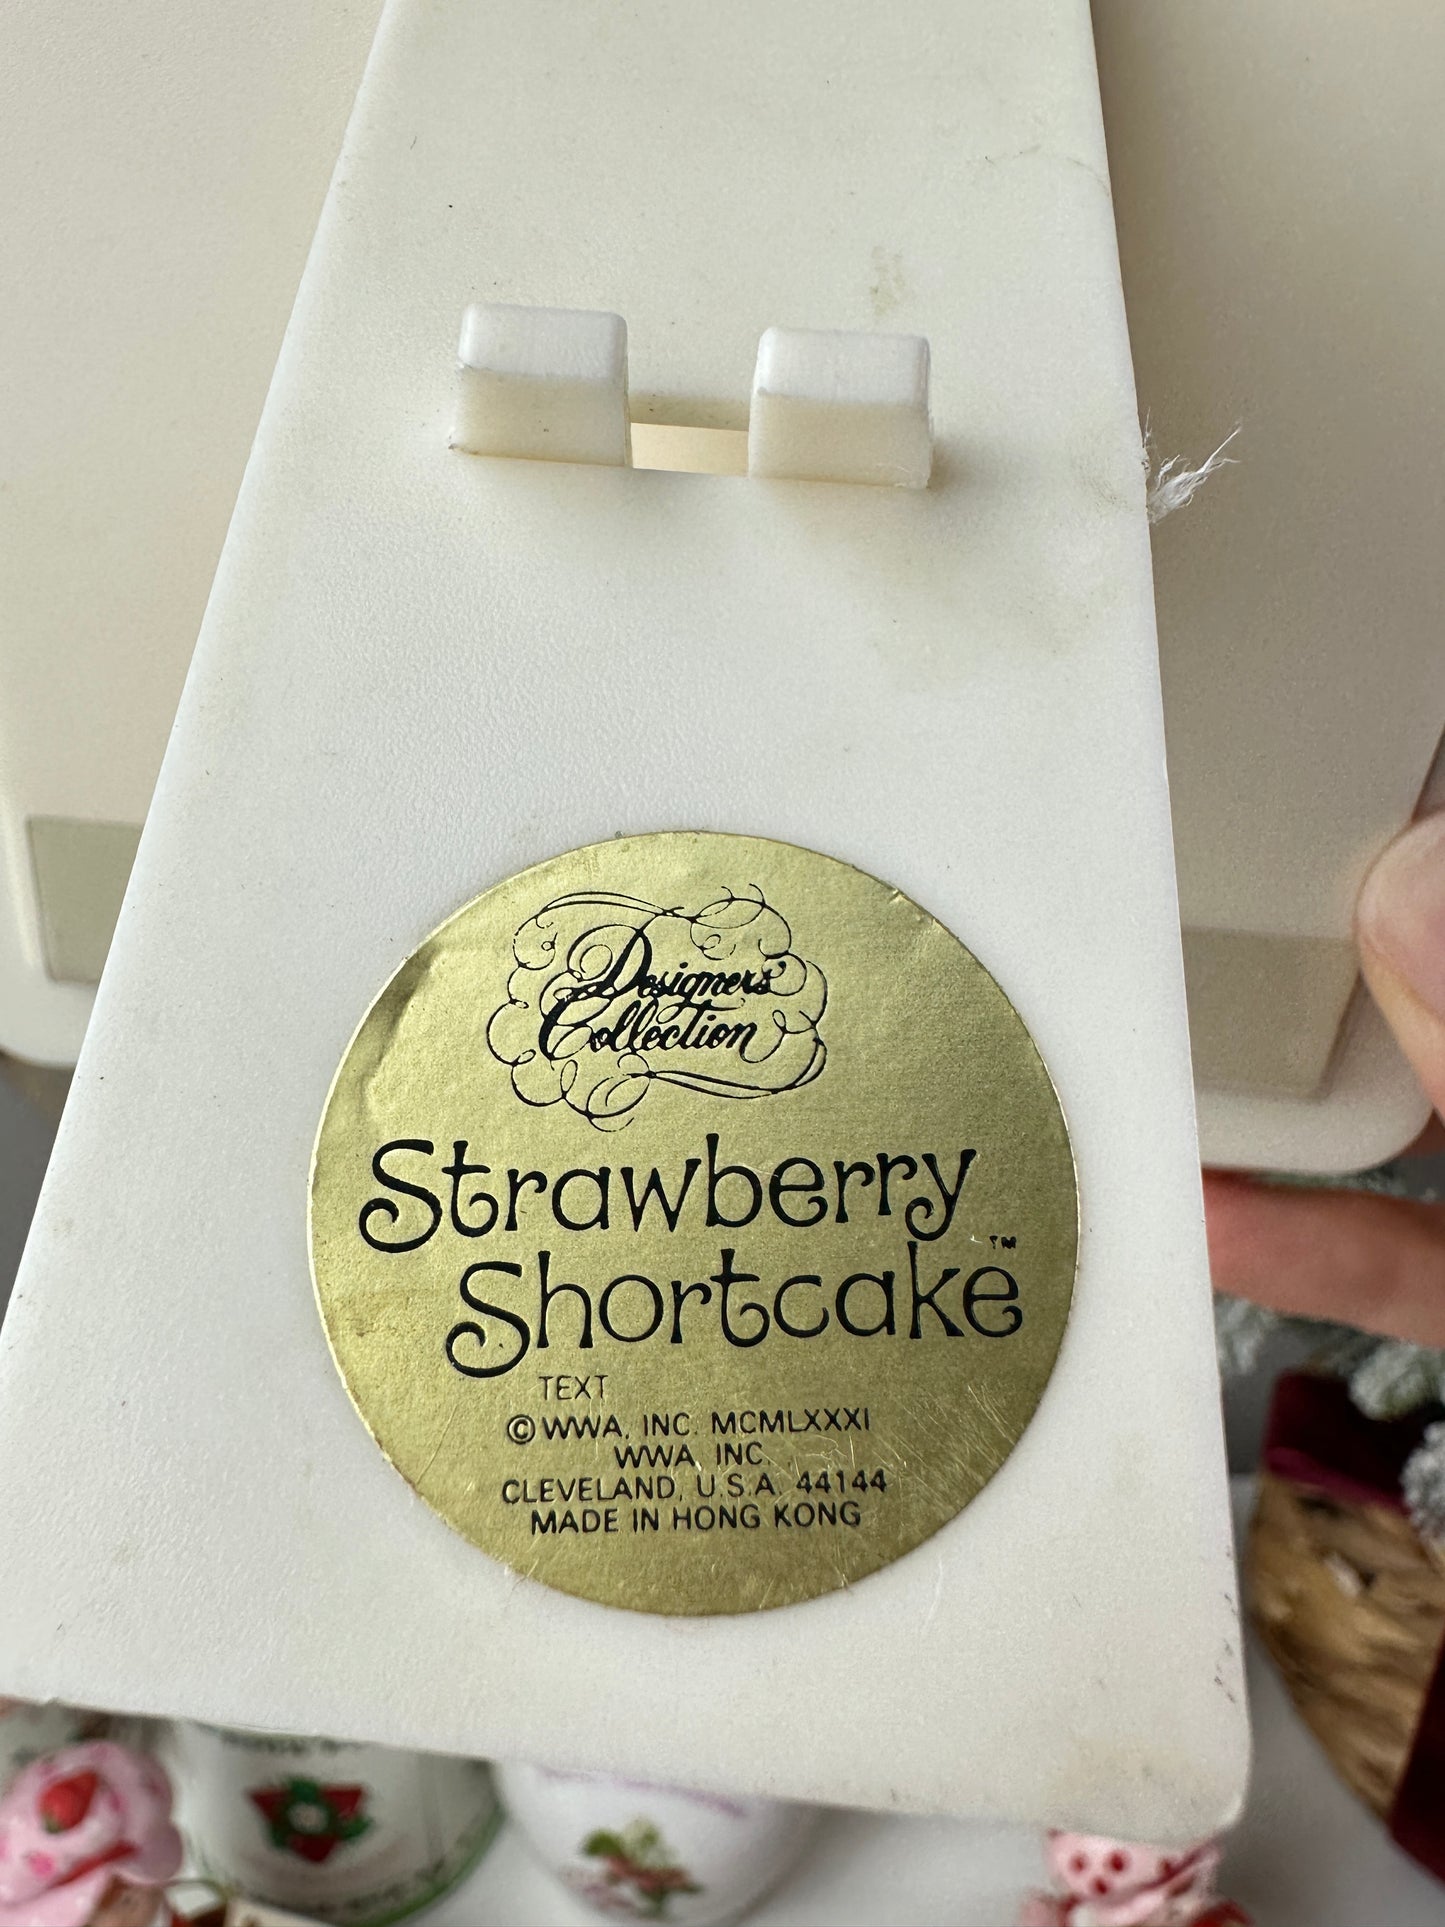 Designers'
Collection
Strawberry
Shortcake™
TEXT
©WWA, INC. MCMLXXXI
WWA, INC.
CLEVELAND, U.S.A. 44144
MADE IN HONG KONG